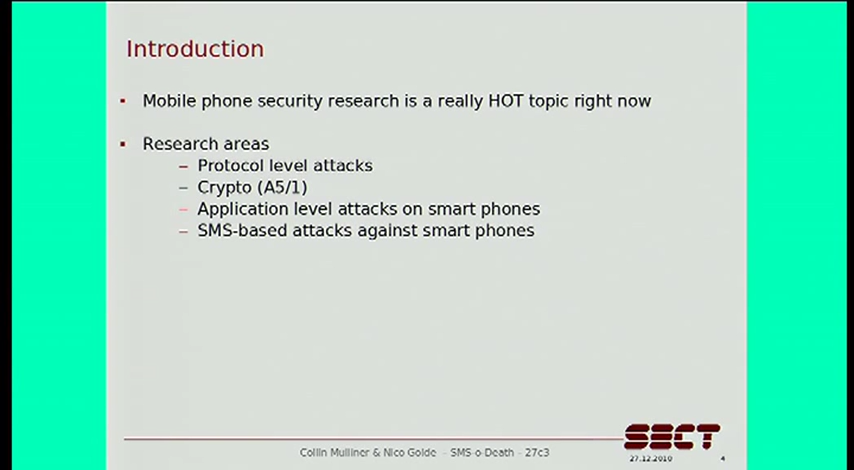 Introduction
▪ Mobile phone security research is a really HOT topic right now
▪ Research areas
– Protocol level attacks
– Crypto (A5/1)
– Application level attacks on smart phones
– SMS-based attacks against smart phones
SECT
Collin Mulliner & Nico Golde - SMS-o-Death - 27c3
27.12.2010
4